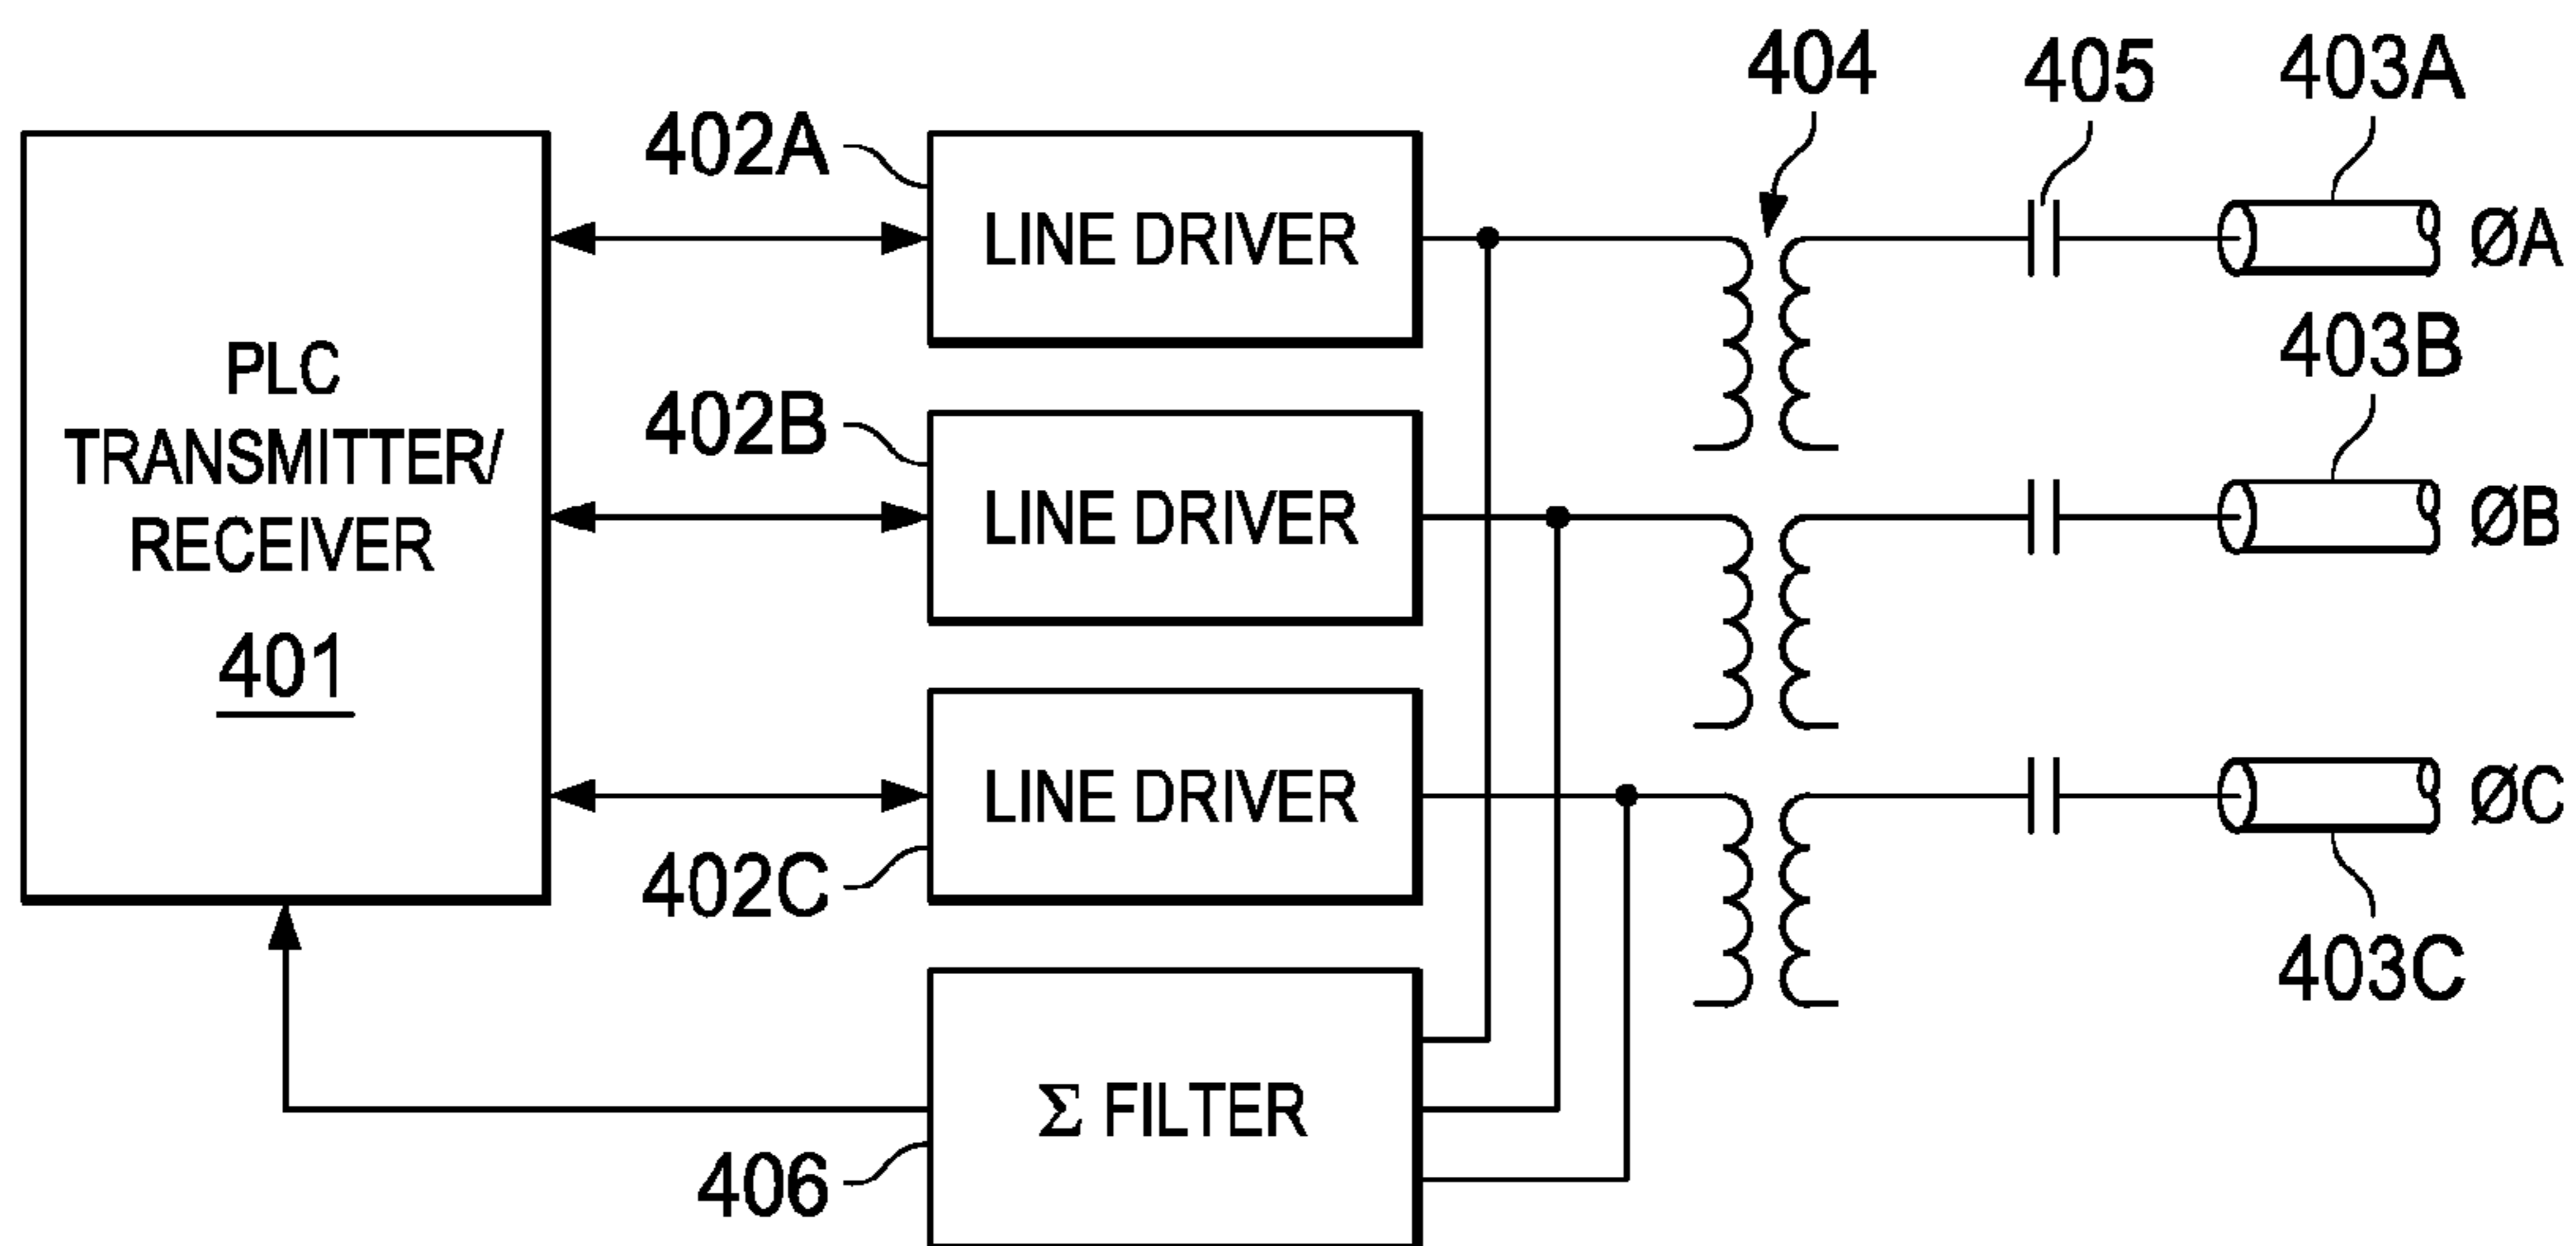 404
405
403A
402A
LINE DRIVER
ØA
403B
PLC
TRANSMITTER/
RECEIVER
401
402B
LINE DRIVER
ØB
LINE DRIVER
ØC
402C
403C
Σ FILTER
406